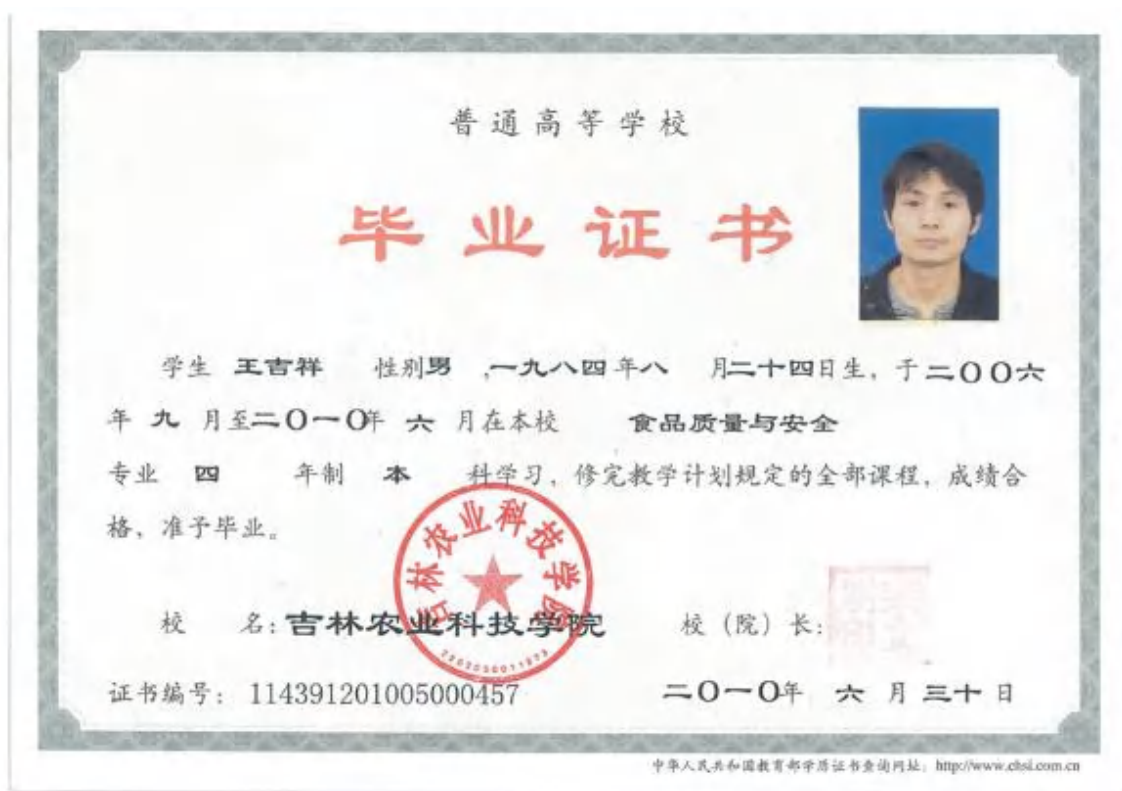 普通高等学校
毕业证书
学生 王吉祥 性别男 ,一九八四年八 月二十四日生，于二〇〇六
年 九 月至二〇一〇年 六 月在本校 食品质量与安全
专业 四 年制 本 科学习，修完教学计划规定的全部课程，成绩合
格，准予毕业。
吉林农业科技学院
校 名：吉林农业科技学院 校（院）长：
证书编号： 114391201005000457 二〇一〇年 六 月 三十 日
中华人民共和国教育部学历证书查询网址：http://www.chsi.com.cn